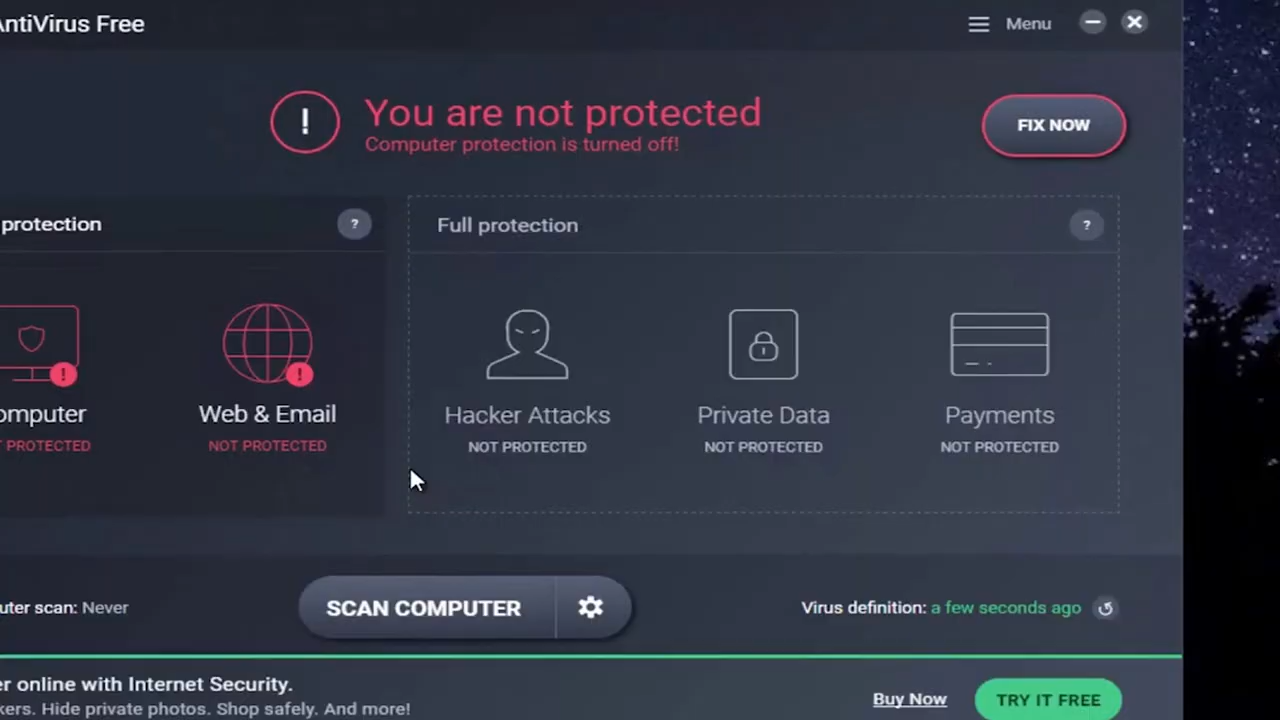 AntiVirus Free
Menu
!
You are not protected
Computer protection is turned off!
FIX NOW
protection
?
Full protection
?
!
!
omputer
Web & Email
Hacker Attacks
Private Data
Payments
T PROTECTED
NOT PROTECTED
NOT PROTECTED
NOT PROTECTED
NOT PROTECTED
uter scan: Never
SCAN COMPUTER
Virus definition: a few seconds ago
er online with Internet Security.
kers. Hide private photos. Shop safely. And more!
Buy Now
TRY IT FREE